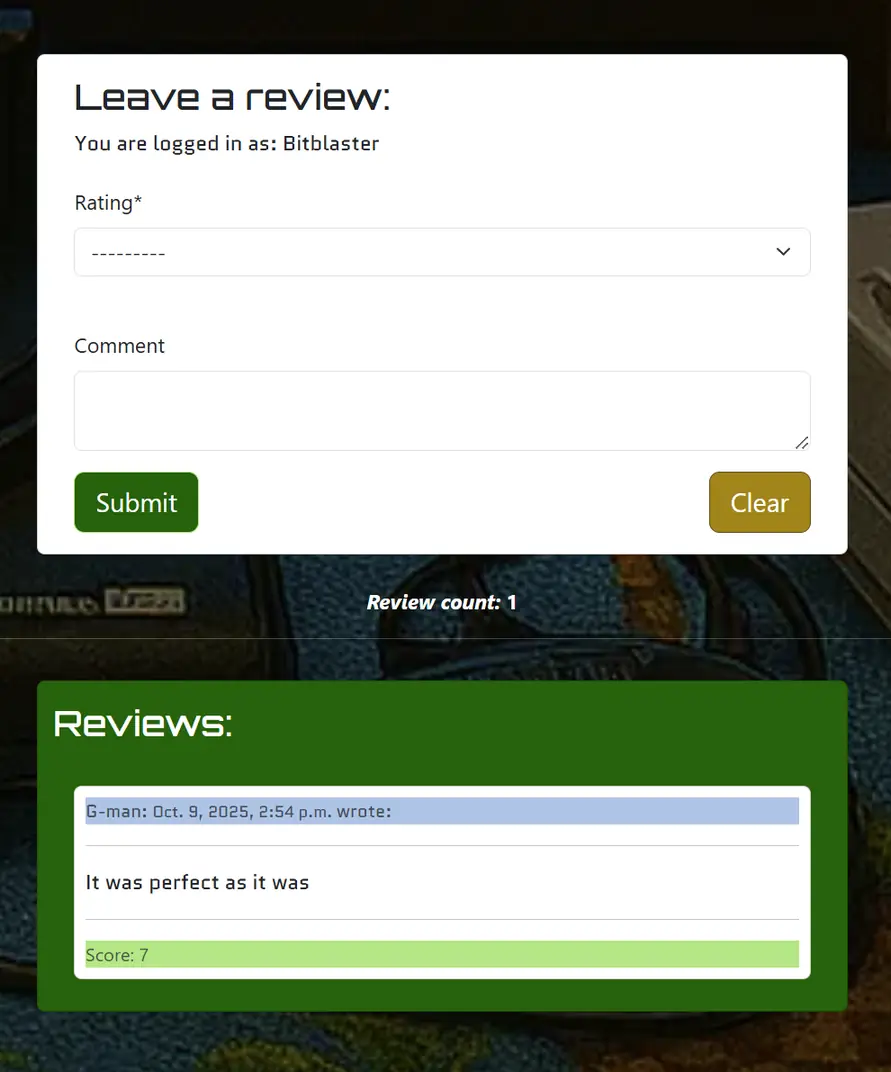 Leave a review:
You are logged in as: Bitblaster
Rating*
---------
Comment
Submit
Clear
Review count: 1
Reviews:
G-man: Oct. 9, 2025, 2:54 p.m. wrote:
It was perfect as it was
Score: 7